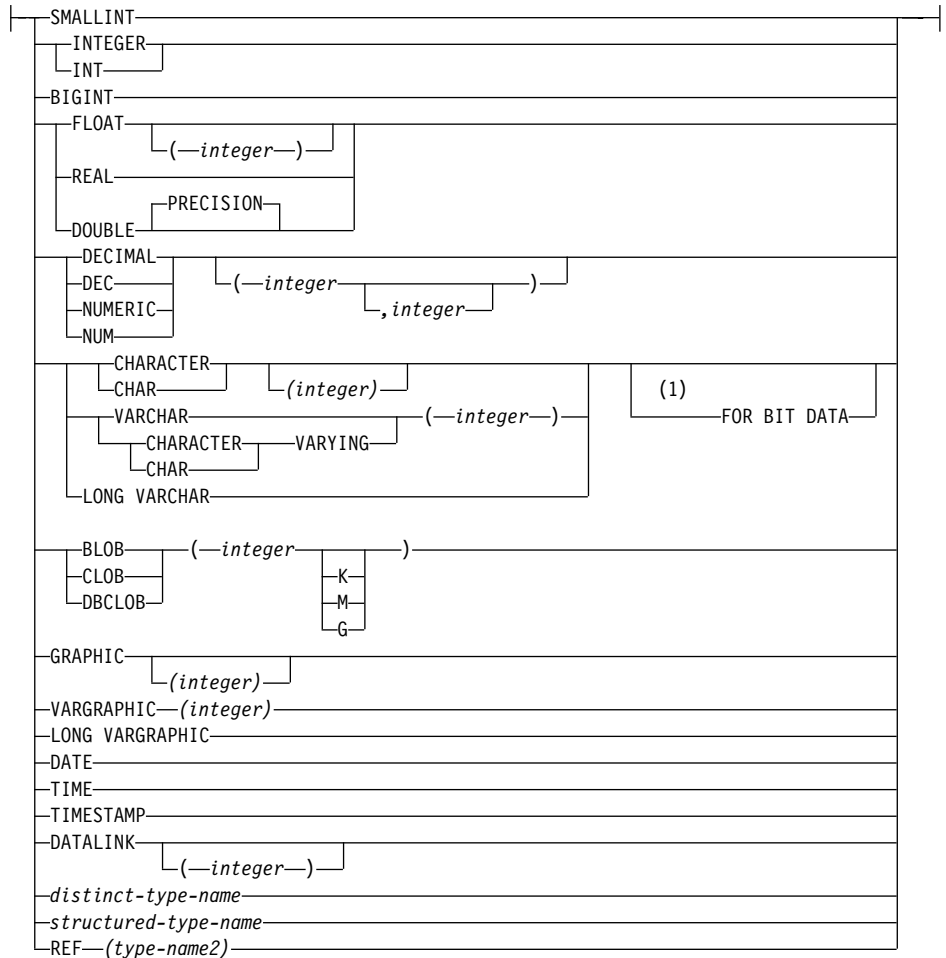 SMALLINT
INTEGER
INT
BIGINT
FLOAT
(integer)
REAL
PRECISION
DOUBLE
DECIMAL
DEC (integer )
NUMERIC ,integer
NUM
CHARACTER
CHAR (integer) (1)
VARCHAR (integer) FOR BIT DATA
CHARACTER VARYING
CHAR
LONG VARCHAR
BLOB (integer )
CLOB K
DBCLOB M
G
GRAPHIC
(integer)
VARGRAPHIC (integer)
LONG VARGRAPHIC
DATE
TIME
TIMESTAMP
DATALINK
(integer)
distinct-type-name
structured-type-name
REF (type-name2)